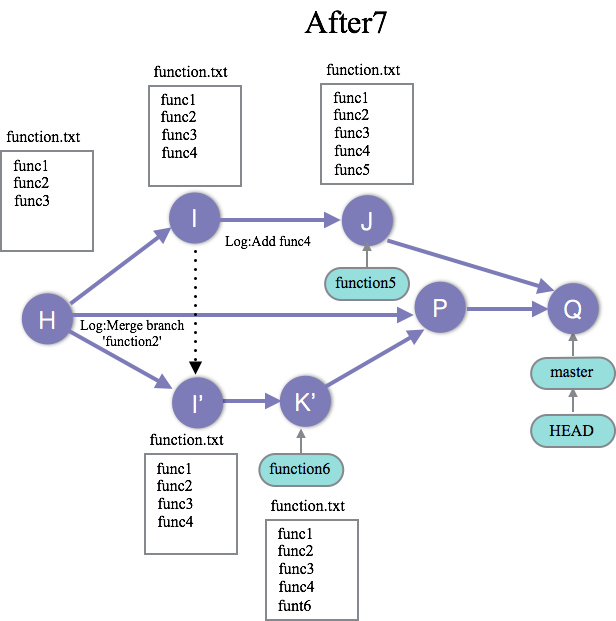 After7
function.txt
func1
func2
func3
function.txt
func1
func2
func3
func4
function.txt
func1
func2
func3
func4
func5
I
J
Log:Add func4
function5
H
Log:Merge branch
'function2'
P
Q
master
HEAD
I’
K’
function.txt
func1
func2
func3
func4
function6
function.txt
func1
func2
func3
func4
funt6